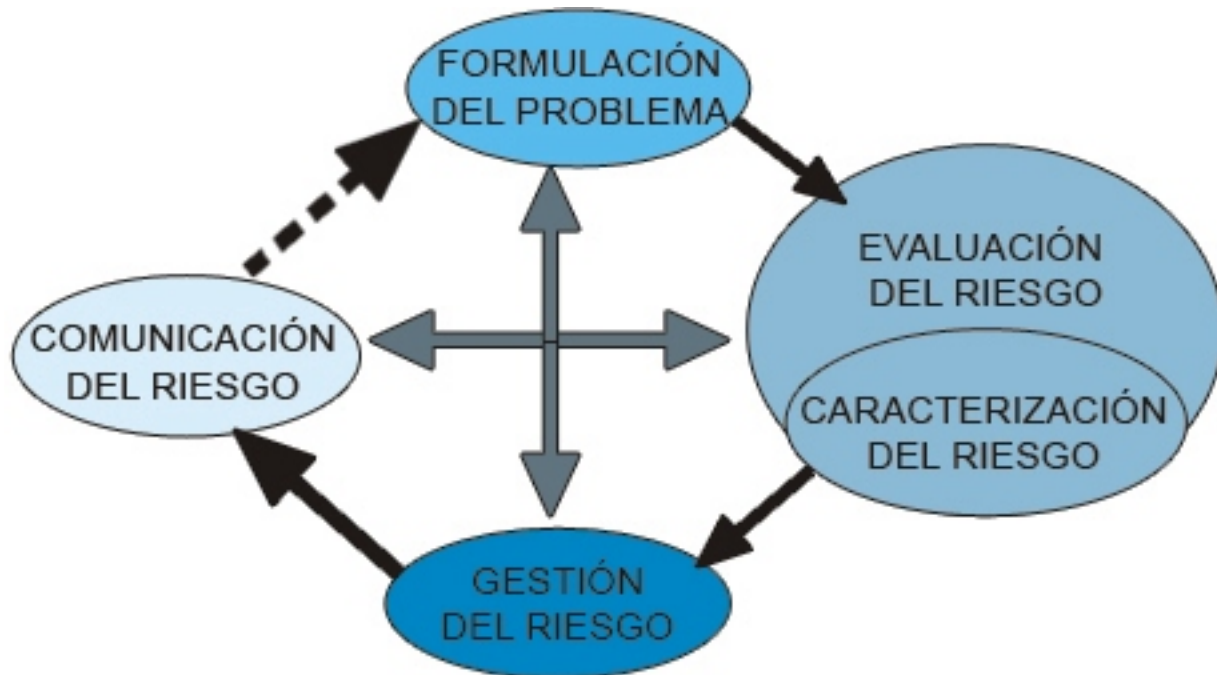 FORMULACIÓN
DEL PROBLEMA
EVALUACIÓN
DEL RIESGO
CARACTERIZACIÓN
DEL RIESGO
GESTIÓN
DEL RIESGO
COMUNICACIÓN
DEL RIESGO